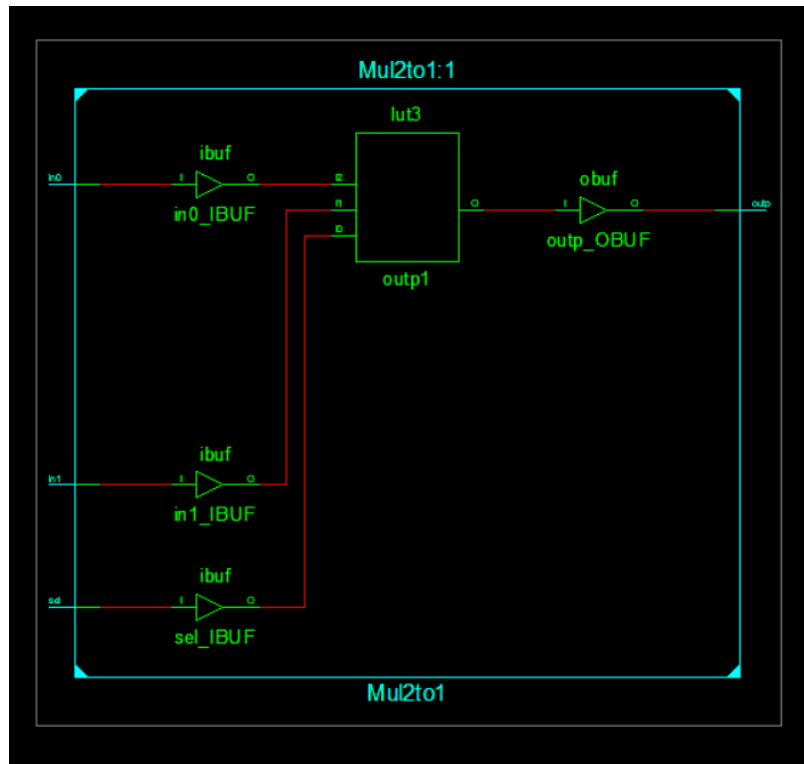 Mul2to1:1
lut3
ibuf
in0 I O I2
in0_IBUF
I1
I0
O
obuf
I O outp
outp_OBUF
outp1
ibuf
in1 I O
in1_IBUF
ibuf
sel I O
sel_IBUF
Mul2to1